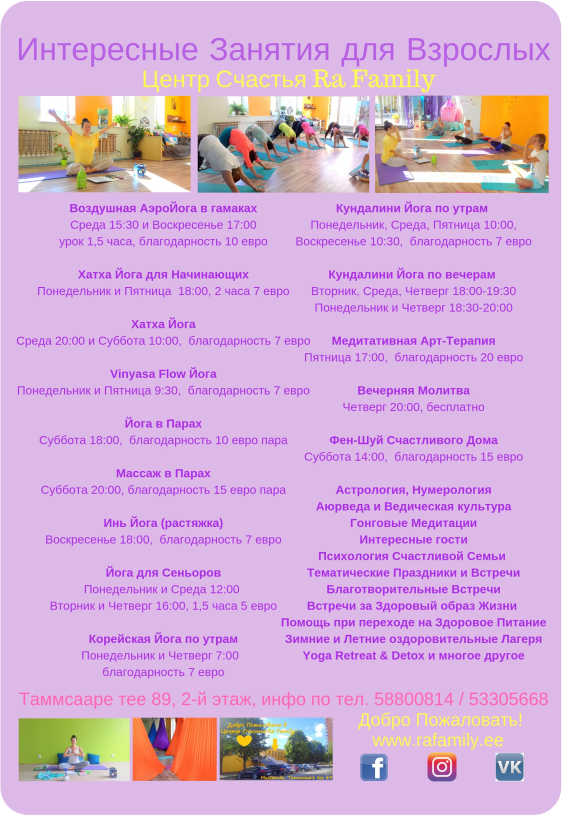 Интересные Занятия для Взрослых
Центр Счастья Ra Family
Воздушная АэроЙога в гамаках
Среда 15:30 и Воскресенье 17:00
урок 1,5 часа, благодарность 10 евро
Хатха Йога для Начинающих
Понедельник и Пятница 18:00, 2 часа 7 евро
Хатха Йога
Среда 20:00 и Суббота 10:00, благодарность 7 евро
Vinyasa Flow Йога
Понедельник и Пятница 9:30, благодарность 7 евро
Йога в Парах
Суббота 18:00, благодарность 10 евро пара
Массаж в Парах
Суббота 20:00, благодарность 15 евро пара
Инь Йога (растяжка)
Воскресенье 18:00, благодарность 7 евро
Йога для Сеньоров
Понедельник и Среда 12:00
Вторник и Четверг 16:00, 1,5 часа 5 евро
Корейская Йога по утрам
Понедельник и Четверг 7:00
благодарность 7 евро
Кундалини Йога по утрам
Понедельник, Среда, Пятница 10:00,
Воскресенье 10:30, благодарность 7 евро
Кундалини Йога по вечерам
Вторник, Среда, Четверг 18:00-19:30
Понедельник и Четверг 18:30-20:00
Медитативная Арт-Терапия
Пятница 17:00, благодарность 20 евро
Вечерняя Молитва
Четверг 20:00, бесплатно
Фен-Шуй Счастливого Дома
Суббота 14:00, благодарность 15 евро
Астрология, Нумерология
Аюрведа и Ведическая культура
Гонговые Медитации
Интересные гости
Психология Счастливой Семьи
Тематические Праздники и Встречи
Благотворительные Встречи
Встречи за Здоровый образ Жизни
Помощь при переходе на Здоровое Питание
Зимние и Летние оздоровительные Лагеря
Yoga Retreat & Detox и многое другое
Таммсааре тее 89, 2-й этаж, инфо по тел. 58800814 / 53305668
Добро Пожаловать в
Центр Счастья Ra Family
Добро Пожаловать!
www.rafamily.ee